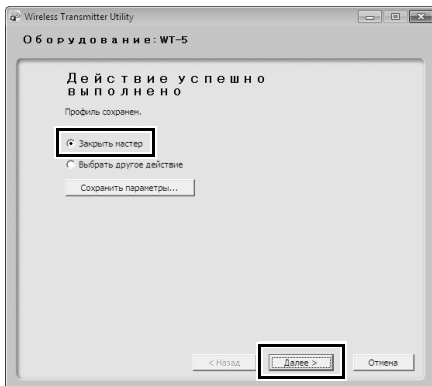 Wireless Transmitter Utility
Оборудование: WT-5
Действие успешно
выполнено
Профиль сохранен.
Закрыть мастер
Выбрать другое действие
Сохранить параметры...
< Назад
Далее >
Отмена